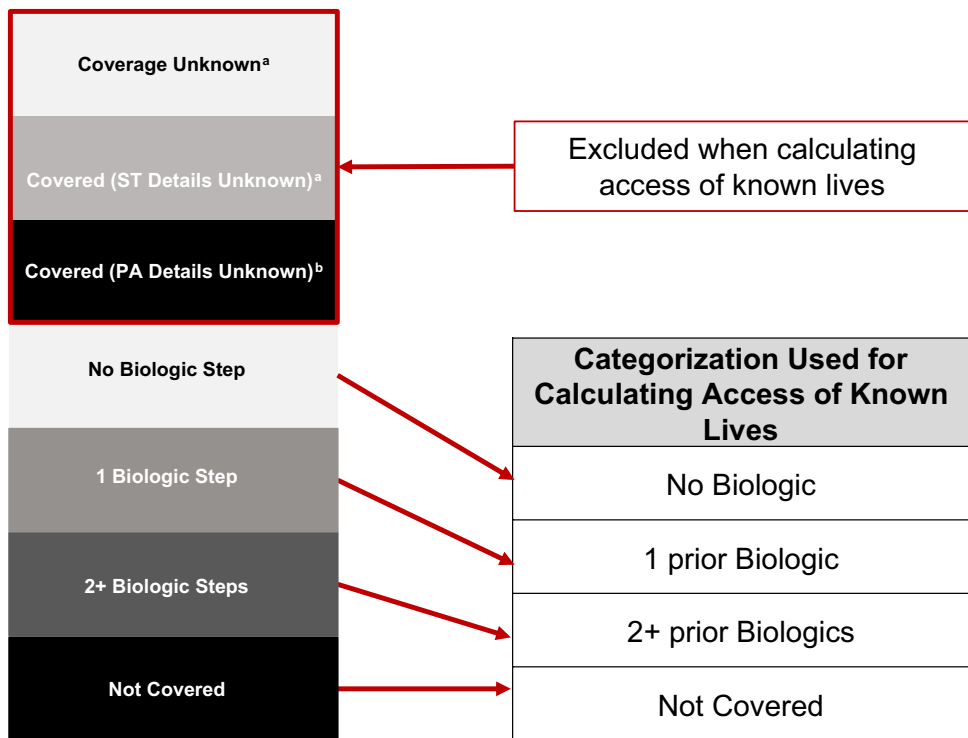 Coverage Unknownᵃ
Covered (ST Details Unknown)ᵃ
Covered (PA Details Unknown)ᵇ
No Biologic Step
1 Biologic Step
2+ Biologic Steps
Not Covered
Excluded when calculating
access of known lives
Categorization Used for
Calculating Access of Known
Lives
No Biologic
1 prior Biologic
2+ prior Biologics
Not Covered